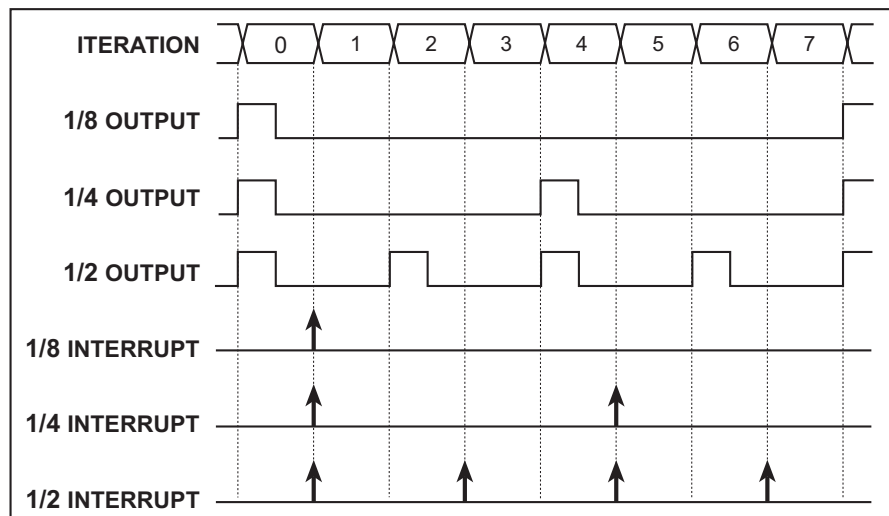 ITERATION 0 1 2 3 4 5 6 7
1/8 OUTPUT
1/4 OUTPUT
1/2 OUTPUT
1/8 INTERRUPT
1/4 INTERRUPT
1/2 INTERRUPT